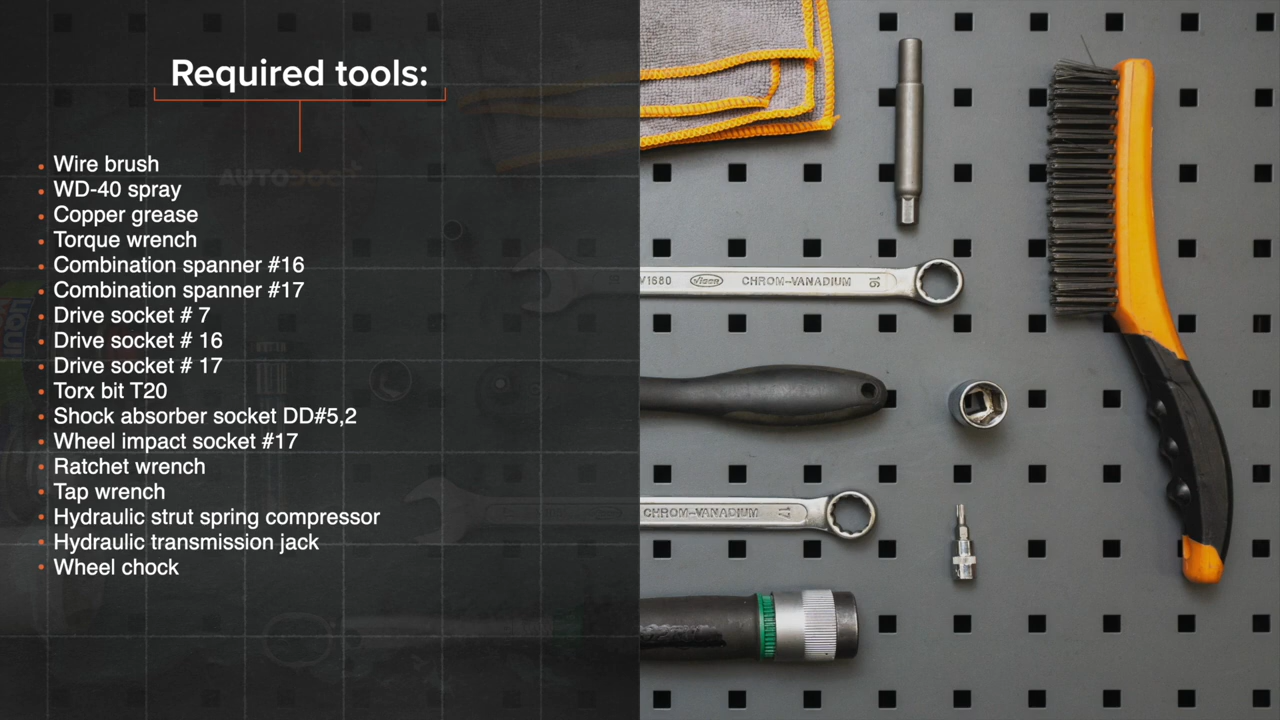 Required tools:
Wire brush
WD-40 spray
AUTODOC
Copper grease
Torque wrench
Combination spanner #16
Combination spanner #17
Drive socket # 7
Drive socket # 16
Drive socket # 17
Torx bit T20
Shock absorber socket DD#5,2
Wheel impact socket #17
Ratchet wrench
Tap wrench
Hydraulic strut spring compressor
Hydraulic transmission jack
Wheel chock
V1680 Vigor CHROM-VANADIUM 16
CHROM-VANADIUM 17